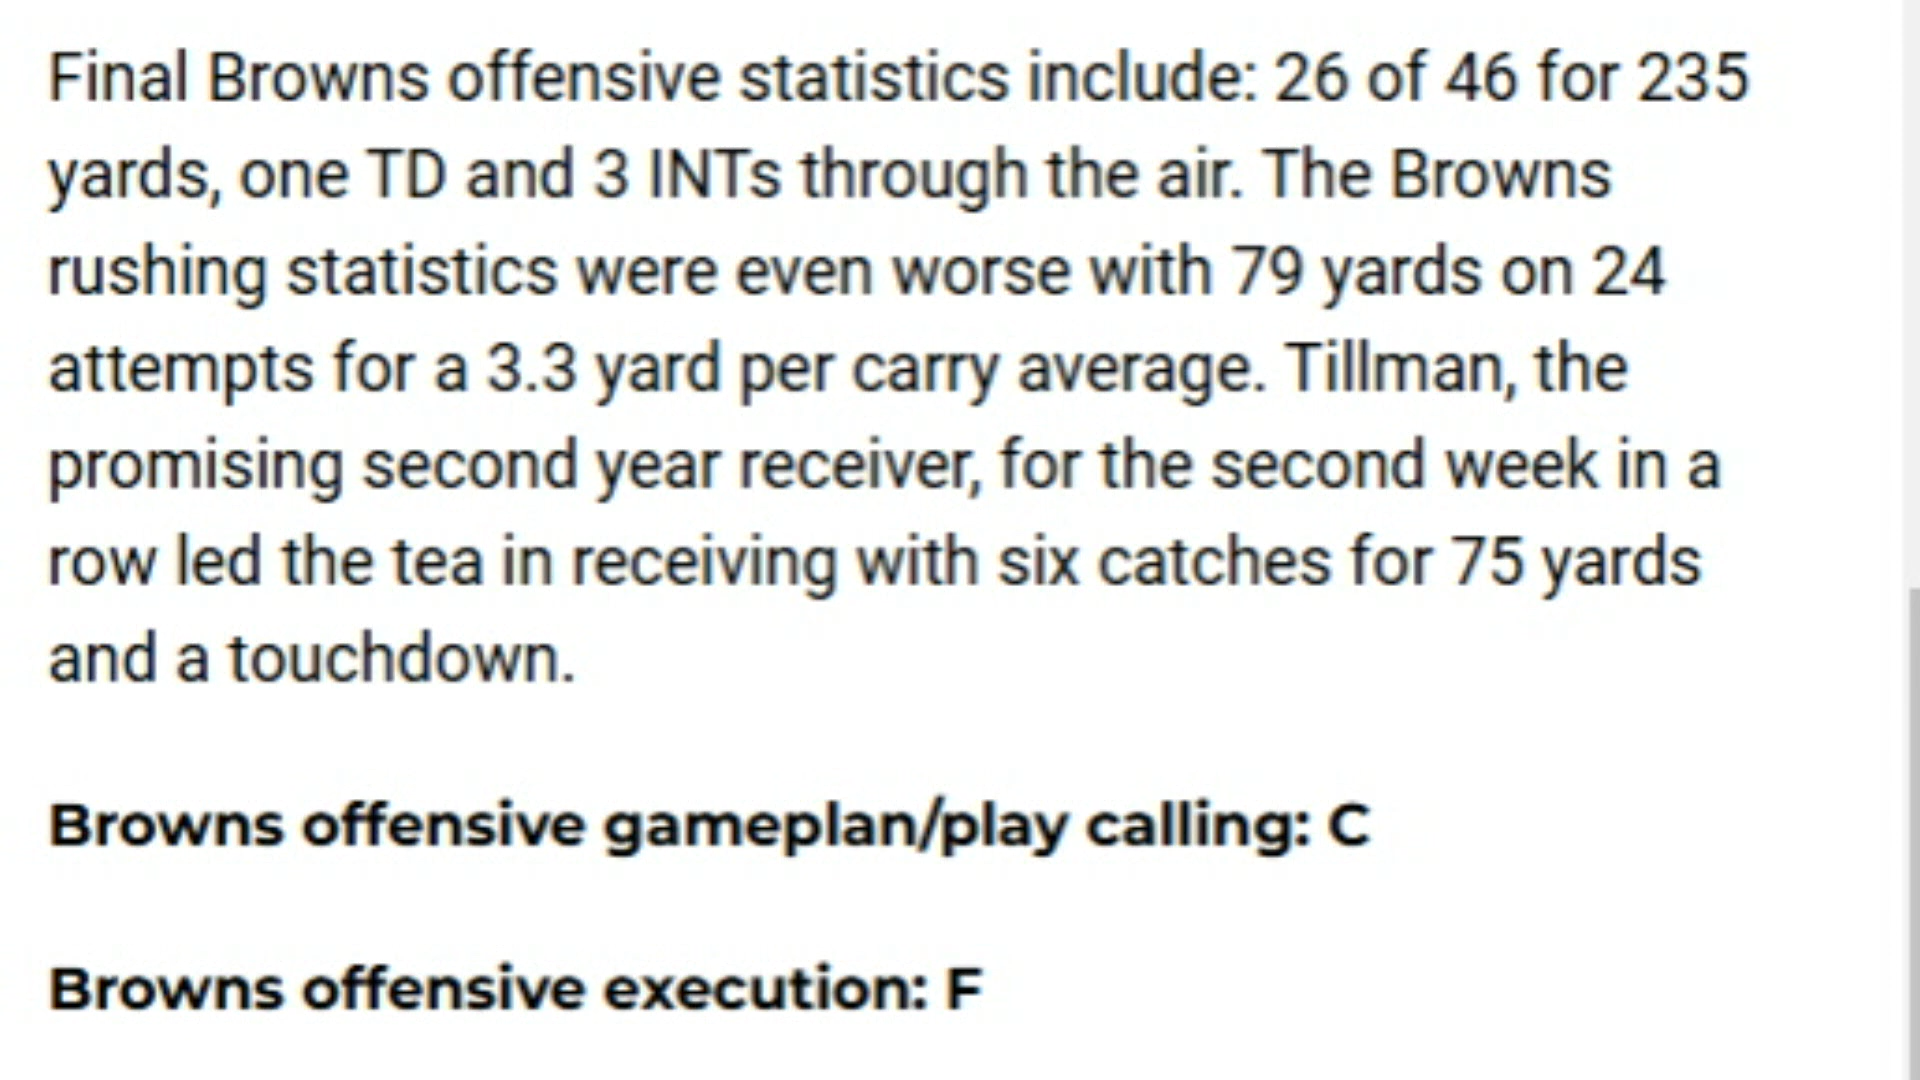 Final Browns offensive statistics include: 26 of 46 for 235
yards, one TD and 3 INTs through the air. The Browns
rushing statistics were even worse with 79 yards on 24
attempts for a 3.3 yard per carry average. Tillman, the
promising second year receiver, for the second week in a
row led the tea in receiving with six catches for 75 yards
and a touchdown.
Browns offensive gameplan/play calling: C
Browns offensive execution: F